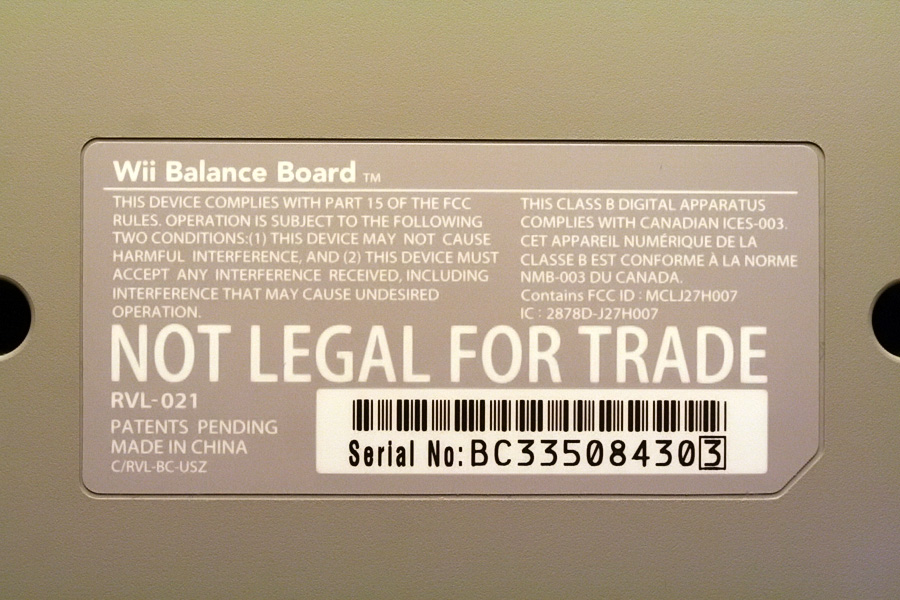 Wii Balance Board TM
THIS DEVICE COMPLIES WITH PART 15 OF THE FCC
RULES. OPERATION IS SUBJECT TO THE FOLLOWING
TWO CONDITIONS:(1) THIS DEVICE MAY NOT CAUSE
HARMFUL INTERFERENCE, AND (2) THIS DEVICE MUST
ACCEPT ANY INTERFERENCE RECEIVED, INCLUDING
INTERFERENCE THAT MAY CAUSE UNDESIRED
OPERATION.
THIS CLASS B DIGITAL APPARATUS
COMPLIES WITH CANADIAN ICES-003.
CET APPAREIL NUMÉRIQUE DE LA
CLASSE B EST CONFORME À LA NORME
NMB-003 DU CANADA.
Contains FCC ID : MCLJ27H007
IC : 2878D-J27H007
NOT LEGAL FOR TRADE
RVL-021
PATENTS PENDING
MADE IN CHINA
C/RVL-BC-USZ
Serial No:BC335084303